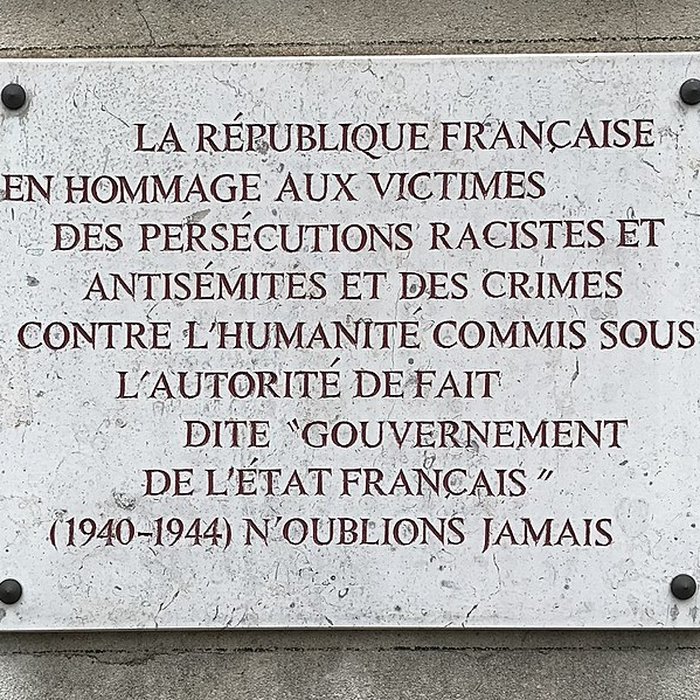 LA RÉPUBLIQUE FRANÇAISE
EN HOMMAGE AUX VICTIMES
DES PERSÉCUTIONS RACISTES ET
ANTISÉMITES ET DES CRIMES
CONTRE L'HUMANITÉ COMMIS SOUS
L'AUTORITÉ DE FAIT
DITE "GOUVERNEMENT
DE L'ÉTAT FRANÇAIS"
(1940-1944) N'OUBLIONS JAMAIS